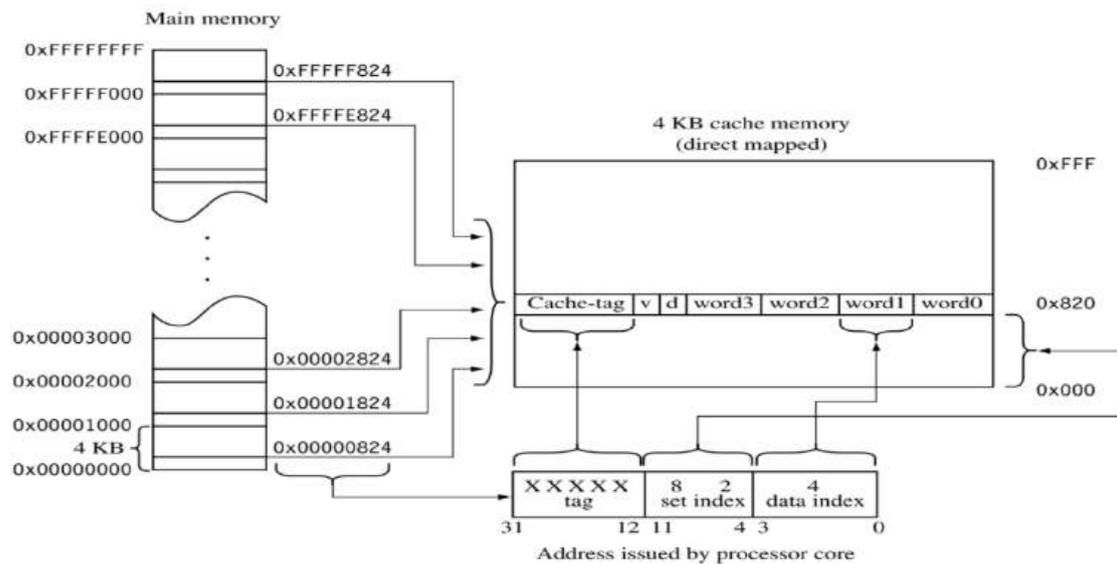 Main memory
0xFFFFFFFFF
0xFFFFF824
0xFFFFF000
0xFFFFE824
0xFFFFE000
4 KB cache memory
(direct mapped)
0xFFF
.
.
.
Cache-tag v d word3 word2 word1 word0
0x820
0x00003000
0x00002824
0x00002000
0x000
0x00001824
0x00001000
4 KB
0x00000824
0x00000000
X X X X X 8 2 4
tag set index data index
31 12 11 4 3 0
Address issued by processor core